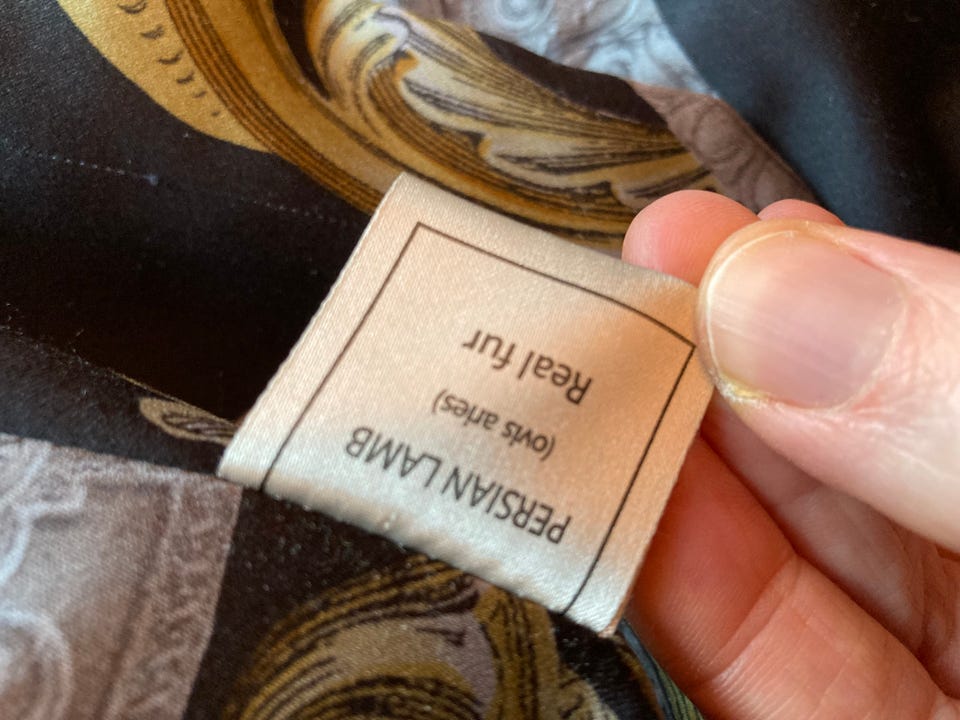 PERSIAN LAMB
(ovis aries)
Real fur